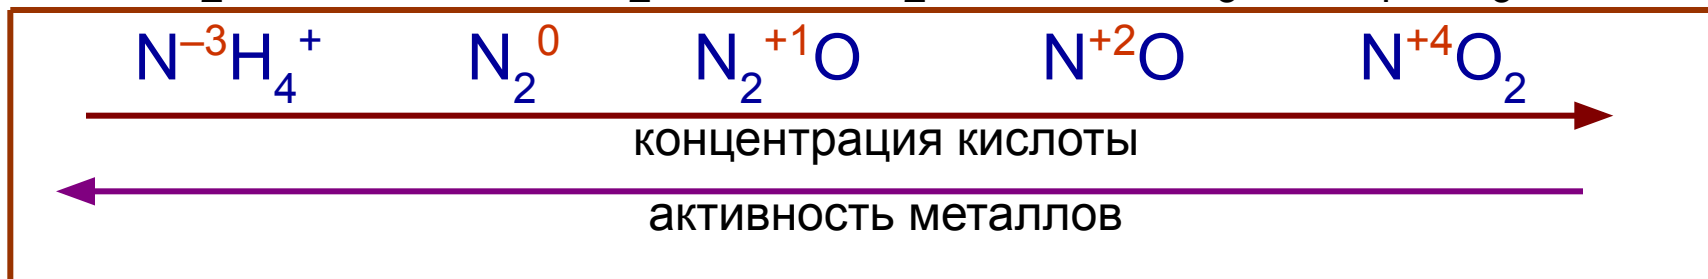 N⁻³H₄⁺ N₂⁰ N₂⁺¹O N⁺²O N⁺⁴O₂
концентрация кислоты
активность металлов